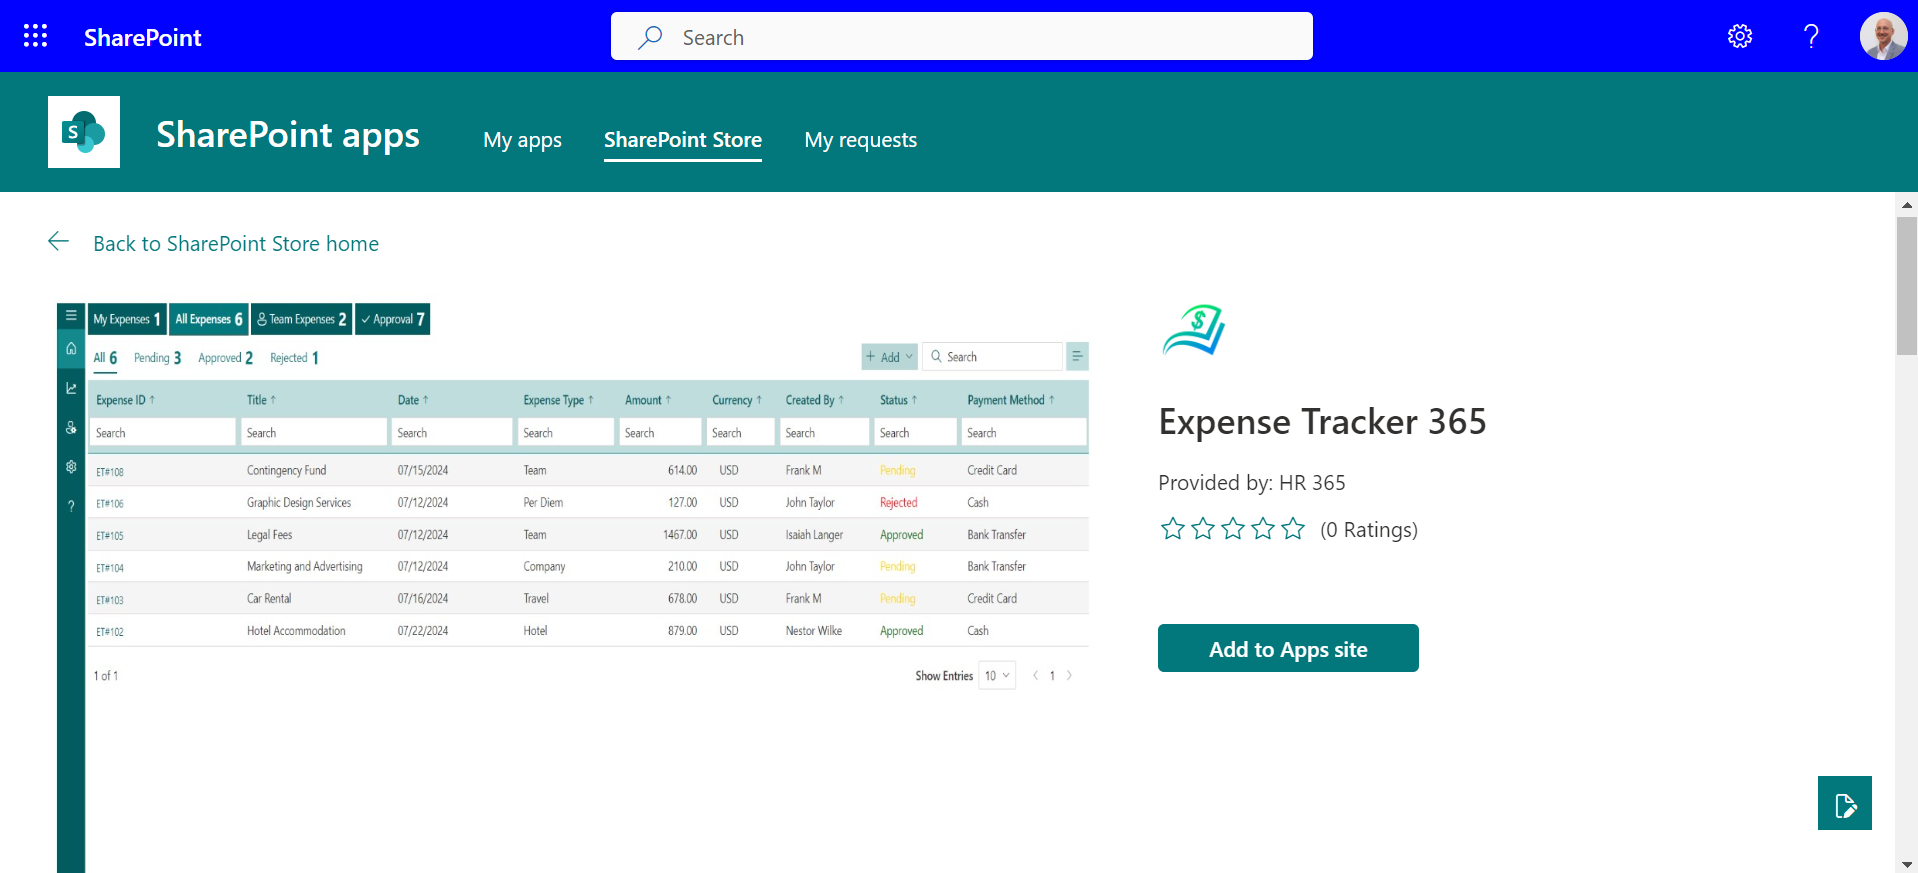 SharePoint
Search
S
SharePoint apps
My apps
SharePoint Store
My requests
Back to SharePoint Store home
My Expenses 1
All Expenses 6
Team Expenses 2
Approval 7
All 6
Pending 3
Approved 2
Rejected 1
+ Add
Search
Expense ID ↑ Title ↑ Date ↑ Expense Type ↑ Amount ↑ Currency ↑ Created By ↑ Status ↑ Payment Method ↑
Search Search Search Search Search Search Search Search Search
ET#108 Contingency Fund 07/15/2024 Team 614.00 USD Frank M Pending Credit Card
ET#106 Graphic Design Services 07/12/2024 Per Diem 127.00 USD John Taylor Rejected Cash
ET#105 Legal Fees 07/12/2024 Team 1467.00 USD Isaiah Langer Approved Bank Transfer
ET#104 Marketing and Advertising 07/12/2024 Company 210.00 USD John Taylor Pending Bank Transfer
ET#103 Car Rental 07/16/2024 Travel 678.00 USD Frank M Pending Credit Card
ET#102 Hotel Accommodation 07/22/2024 Hotel 879.00 USD Nestor Wilke Approved Cash
1 of 1
Show Entries 10
1
$
Expense Tracker 365
Provided by: HR 365
(0 Ratings)
Add to Apps site